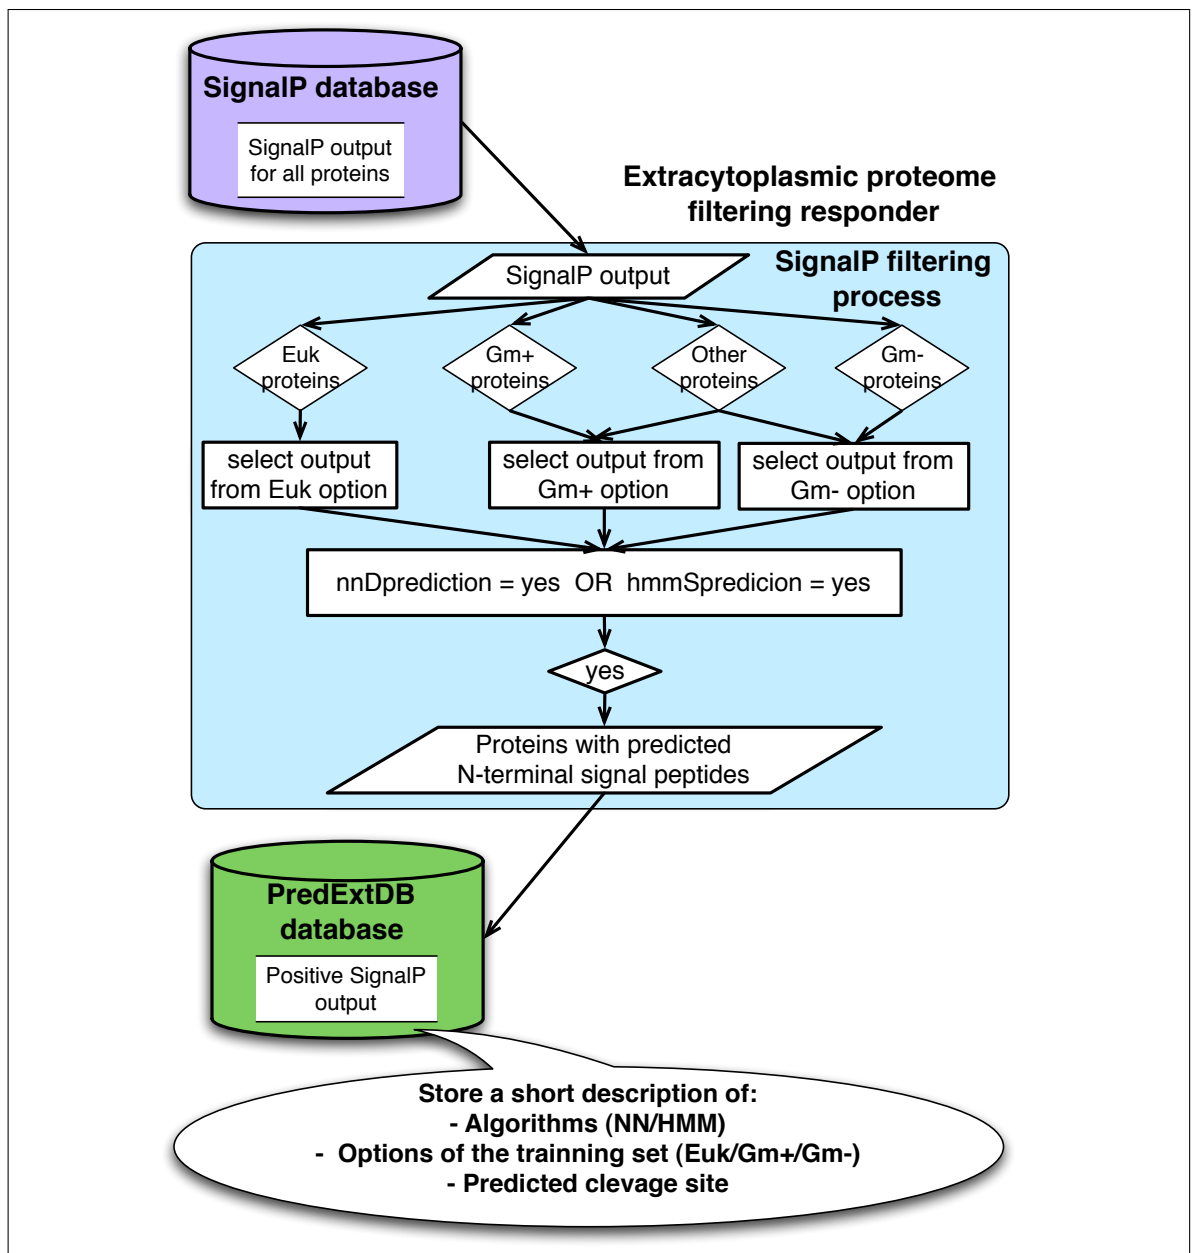 SignalP database
SignalP output
for all proteins
Extracytoplasmic proteome
filtering responder
SignalP filtering
process
SignalP output
Euk
proteins
Gm+
proteins
Other
proteins
Gm-
proteins
select output
from Euk option
select output from
Gm+ option
select output from
Gm- option
nnDprediction = yes OR hmmSpredicion = yes
yes
Proteins with predicted
N-terminal signal peptides
PredExtDB
database
Positive SignalP
output
Store a short description of:
- Algorithms (NN/HMM)
- Options of the trainning set (Euk/Gm+/Gm-)
- Predicted clevage site